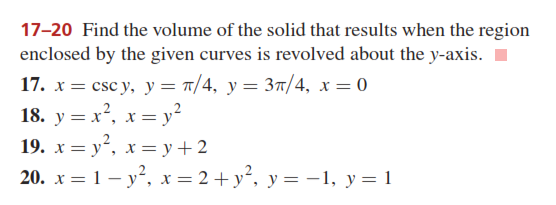 17–20 Find the volume of the solid that results when the region
enclosed by the given curves is revolved about the y-axis.
17. x = csc y, y = π/4, y = 3π/4, x = 0
18. y = x², x = y²
19. x = y², x = y + 2
20. x = 1 − y², x = 2 + y², y = −1, y = 1